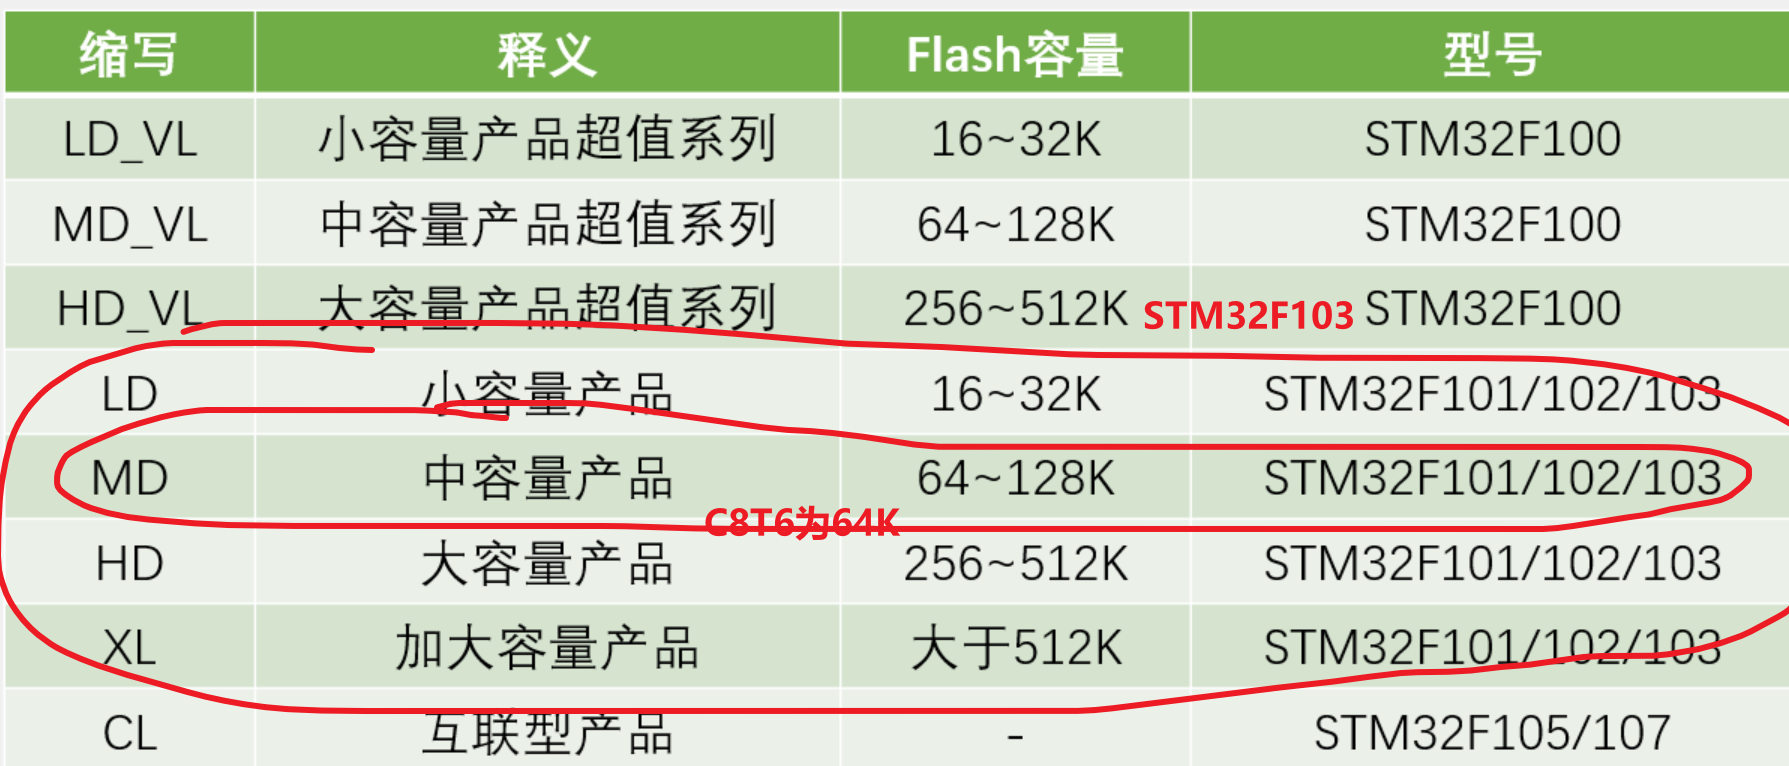 缩写 释义 Flash容量 型号
LD_VL 小容量产品超值系列 16~32K STM32F100
MD_VL 中容量产品超值系列 64~128K STM32F100
HD_VL 大容量产品超值系列 256~512K STM32F100
STM32F103
LD 小容量产品 16~32K STM32F101/102/103
MD 中容量产品 64~128K STM32F101/102/103
C8T6为64K
HD 大容量产品 256~512K STM32F101/102/103
XL 加大容量产品 大于512K STM32F101/102/103
CL 互联型产品 - STM32F105/107